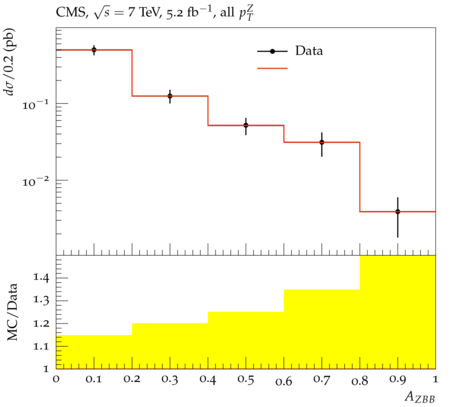 CMS, √s = 7 TeV, 5.2 fb⁻¹, all p_T^Z
Data
dσ/0.2 (pb)
10⁻¹
10⁻²
MC/Data
1.4
1.3
1.2
1.1
1
0 0.1 0.2 0.3 0.4 0.5 0.6 0.7 0.8 0.9 1
A_ZBB